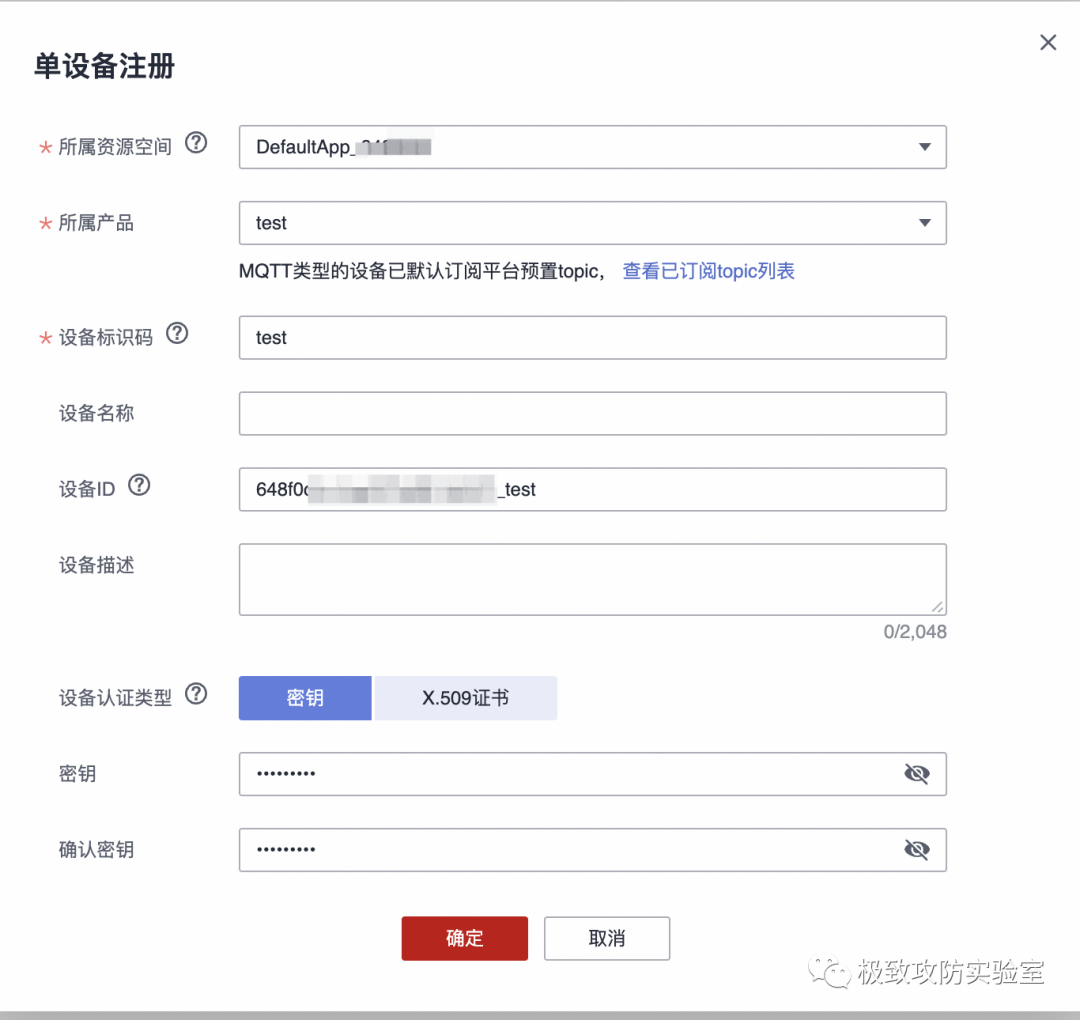 单设备注册
* 所属资源空间 ? DefaultApp_
* 所属产品 test
MQTT类型的设备已默认订阅平台预置topic， 查看已订阅topic列表
* 设备标识码 ? test
设备名称
设备ID ? 648f0 _test
设备描述
0/2,048
设备认证类型 ? 密钥 X.509证书
密钥 •••••••••
确认密钥 •••••••••
确定 取消
极致攻防实验室